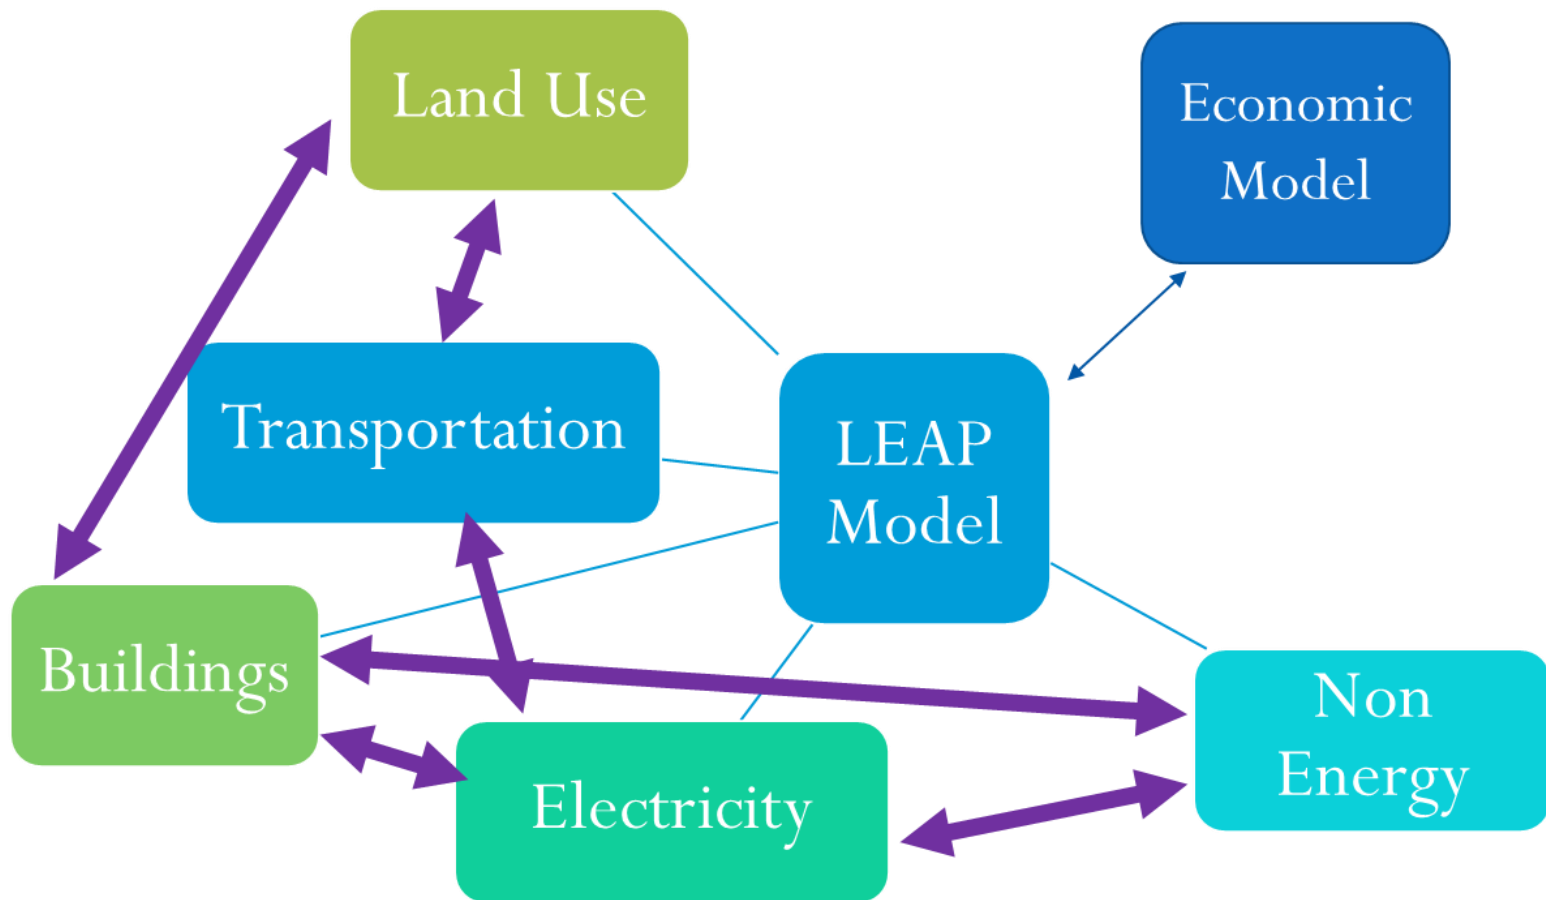 Land Use
Economic
Model
Transportation
LEAP
Model
Buildings
Non
Energy
Electricity